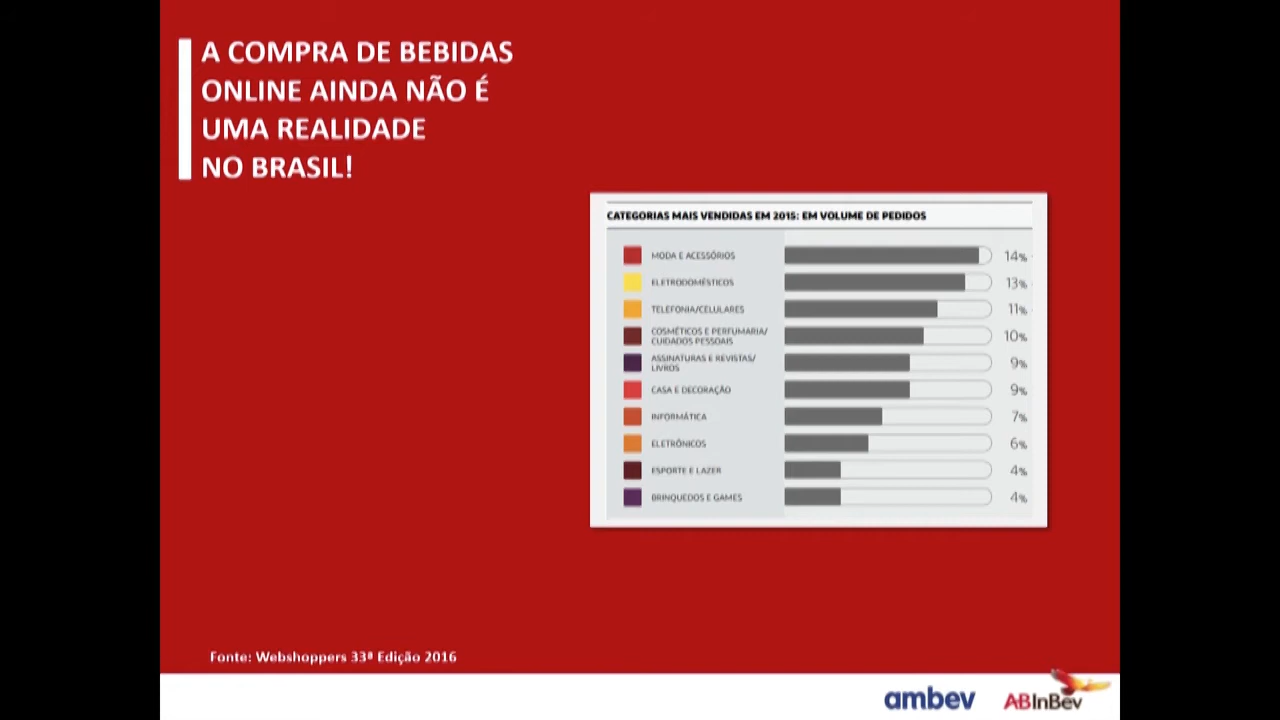 A COMPRA DE BEBIDAS
ONLINE AINDA NÃO É
UMA REALIDADE
NO BRASIL!
CATEGORIAS MAIS VENDIDAS EM 2015: EM VOLUME DE PEDIDOS
MODA E ACESSÓRIOS 14%
ELETRODOMÉSTICOS 13%
TELEFONIA/CELULARES 11%
COSMÉTICOS E PERFUMARIA/
CUIDADOS PESSOAIS 10%
ASSINATURAS E REVISTAS/
LIVROS 9%
CASA E DECORAÇÃO 9%
INFORMÁTICA 7%
ELETRÔNICOS 6%
ESPORTE E LAZER 4%
BRINQUEDOS E GAMES 4%
Fonte: Webshoppers 33ª Edição 2016
ambev ABInBev